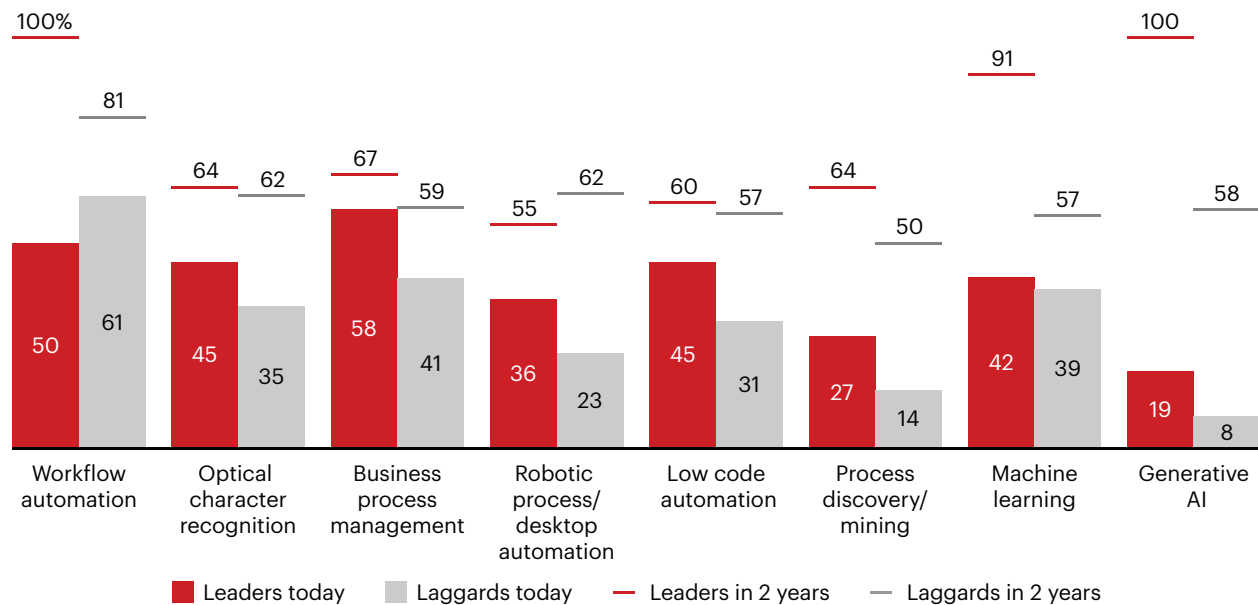 100%
81
50
61
64
62
45
35
67
59
58
41
55
62
36
23
60
57
45
31
64
50
27
14
91
57
42
39
100
58
19
8
Workflow
automation
Optical
character
recognition
Business
process
management
Robotic
process/
desktop
automation
Low code
automation
Process
discovery/
mining
Machine
learning
Generative
AI
Leaders today
Laggards today
Leaders in 2 years
Laggards in 2 years